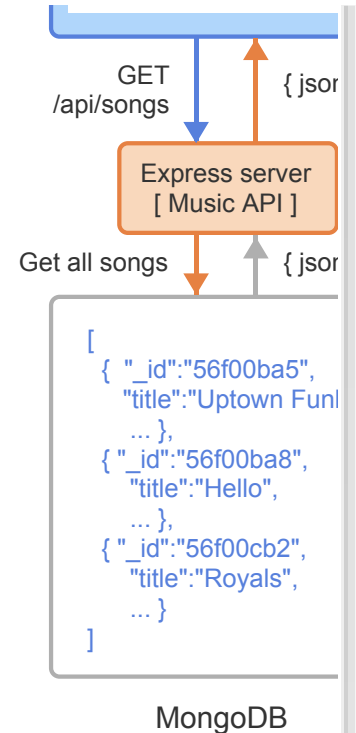 GET
/api/songs
{ json
Express server
[ Music API ]
Get all songs
{ json
[
{ "_id":"56f00ba5",
"title":"Uptown Funk
... },
{ "_id":"56f00ba8",
"title":"Hello",
... },
{ "_id":"56f00cb2",
"title":"Royals",
... }
]
MongoDB